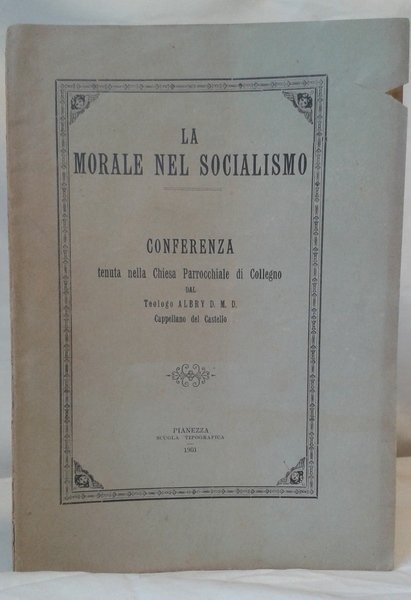 LA
MORALE NEL SOCIALISMO
CONFERENZA
tenuta nella Chiesa Parrocchiale di Collegno
DAL
Teologo ALBRY D. M. D.
Cappellano del Castello
PIANEZZA
SCUOLA TIPOGRAFICA
1903